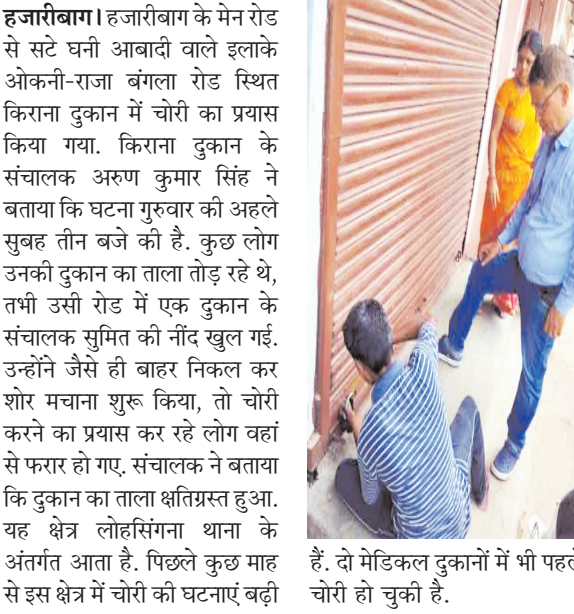 हजारीबाग। हजारीबाग के मेन रोड
से सटे घनी आबादी वाले इलाके
ओकनी-राजा बंगला रोड स्थित
किराना दुकान में चोरी का प्रयास
किया गया. किराना दुकान के
संचालक अरुण कुमार सिंह ने
बताया कि घटना गुरुवार की अहले
सुबह तीन बजे की है. कुछ लोग
उनकी दुकान का ताला तोड़ रहे थे,
तभी उसी रोड में एक दुकान के
संचालक सुमित की नींद खुल गई.
उन्होंने जैसे ही बाहर निकल कर
शोर मचाना शुरू किया, तो चोरी
करने का प्रयास कर रहे लोग वहां
से फरार हो गए. संचालक ने बताया
कि दुकान का ताला क्षतिग्रस्त हुआ.
यह क्षेत्र लोहसिंगना थाना के
अंतर्गत आता है. पिछले कुछ माह
से इस क्षेत्र में चोरी की घटनाएं बढ़ी
हैं. दो मेडिकल दुकानों में भी पहले
चोरी हो चुकी है.